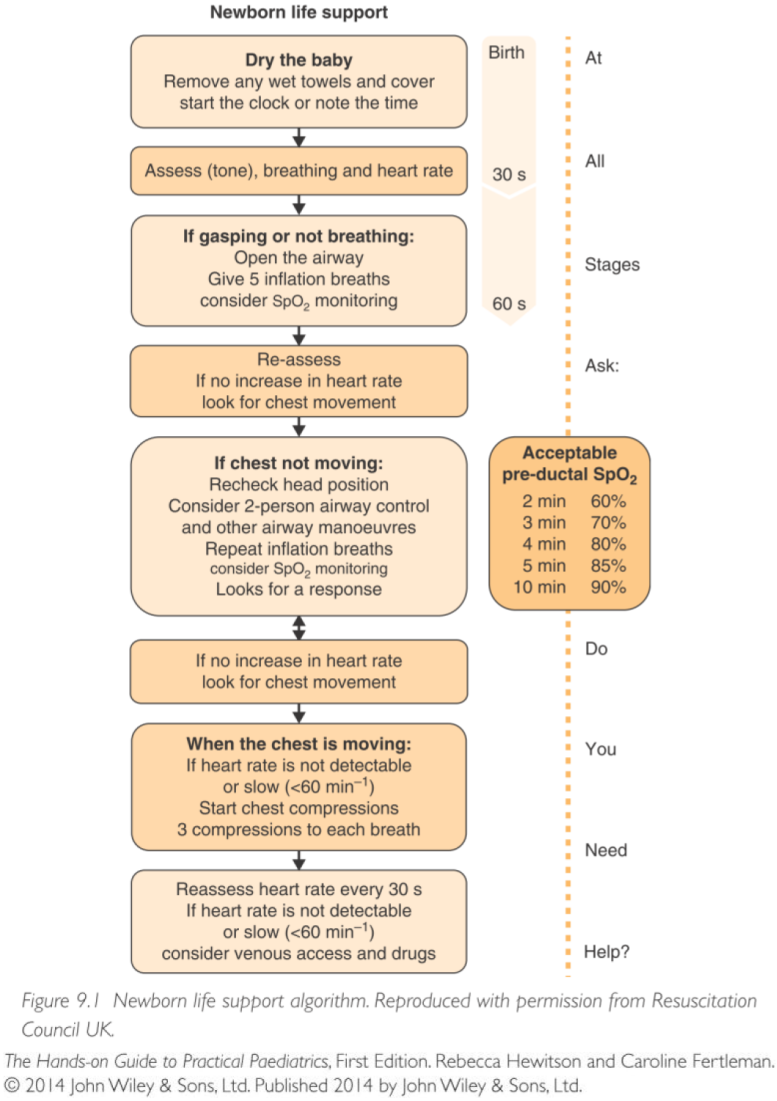 Newborn life support
Dry the baby
Remove any wet towels and cover
start the clock or note the time
Assess (tone), breathing and heart rate
If gasping or not breathing:
Open the airway
Give 5 inflation breaths
consider SpO₂ monitoring
Re-assess
If no increase in heart rate
look for chest movement
If chest not moving:
Recheck head position
Consider 2-person airway control
and other airway manoeuvres
Repeat inflation breaths
consider SpO₂ monitoring
Looks for a response
If no increase in heart rate
look for chest movement
When the chest is moving:
If heart rate is not detectable
or slow (<60 min⁻¹)
Start chest compressions
3 compressions to each breath
Reassess heart rate every 30 s
If heart rate is not detectable
or slow (<60 min⁻¹)
consider venous access and drugs
Birth
30 s
60 s
At
All
Stages
Ask:
Acceptable
pre-ductal SpO₂
2 min 60%
3 min 70%
4 min 80%
5 min 85%
10 min 90%
Do
You
Need
Help?
Figure 9.1 Newborn life support algorithm. Reproduced with permission from Resuscitation
Council UK.
The Hands-on Guide to Practical Paediatrics, First Edition. Rebecca Hewitson and Caroline Fertleman.
© 2014 John Wiley & Sons, Ltd. Published 2014 by John Wiley & Sons, Ltd.